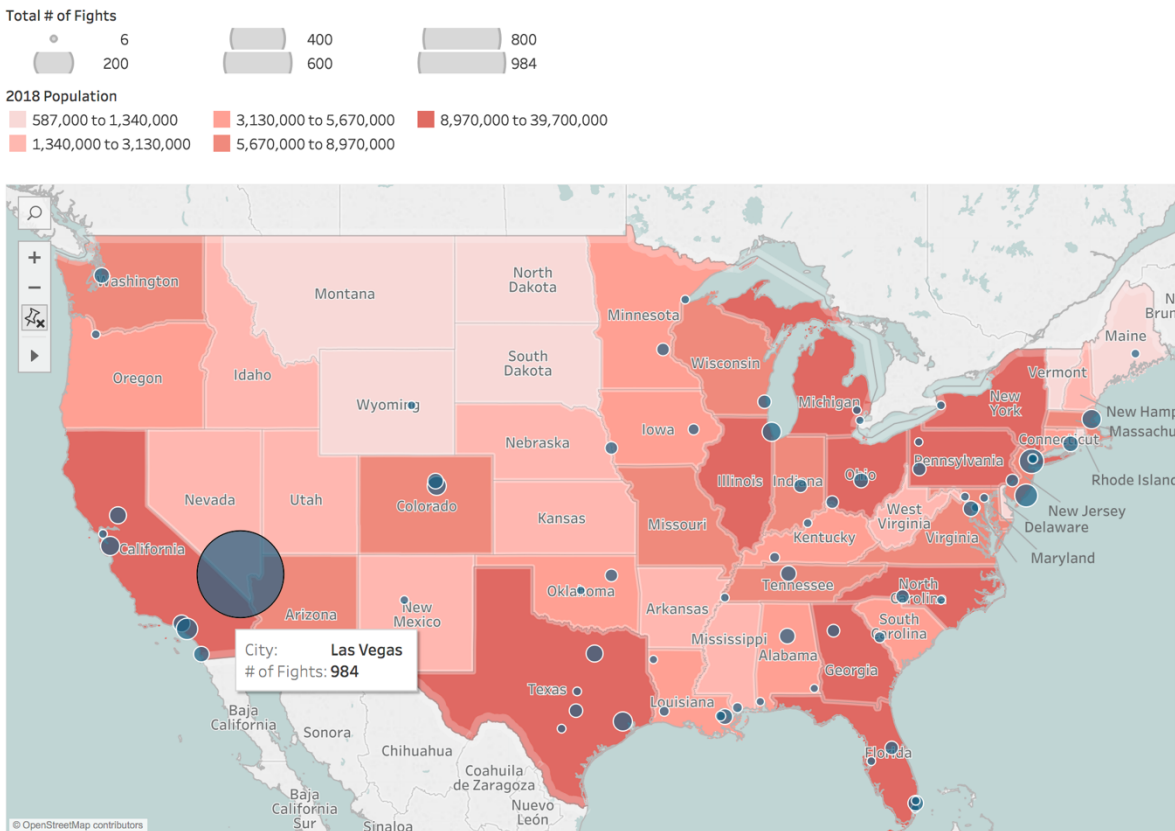 Total # of Fights
6
400
800
200
600
984
2018 Population
587,000 to 1,340,000
3,130,000 to 5,670,000
8,970,000 to 39,700,000
1,340,000 to 3,130,000
5,670,000 to 8,970,000
Washington
Montana
North
Dakota
Minnesota
Maine
N
Brun
Oregon
Idaho
South
Dakota
Wisconsin
Michigan
Vermont
New
York
New Hamp
Wyoming
Iowa
Connecticut
Massachu
Nebraska
Pennsylvania
Rhode Island
Nevada
Utah
Colorado
Illinois
Indiana
Ohio
New Jersey
Kansas
Missouri
West
Virginia
Virginia
Delaware
Kentucky
Maryland
California
Arizona
New
Mexico
Oklahoma
Arkansas
Tennessee
North
Carolina
South
Carolina
Mississippi
Alabama
Georgia
City: Las Vegas
# of Fights: 984
Texas
Louisiana
Florida
Baja
California
Sonora
Chihuahua
Coahuila
de Zaragoza
Baja
California
Sur
Sinaloa
Nuevo
León
© OpenStreetMap contributors